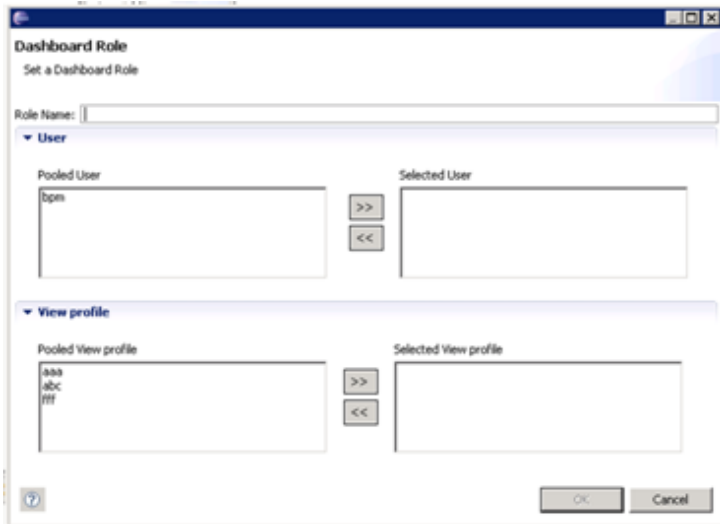 Dashboard Role
Set a Dashboard Role
Role Name:
User
Pooled User
Selected User
bpm
>>
<<
View profile
Pooled View profile
Selected View profile
aaa
abc
fff
>>
<<
?
OK
Cancel